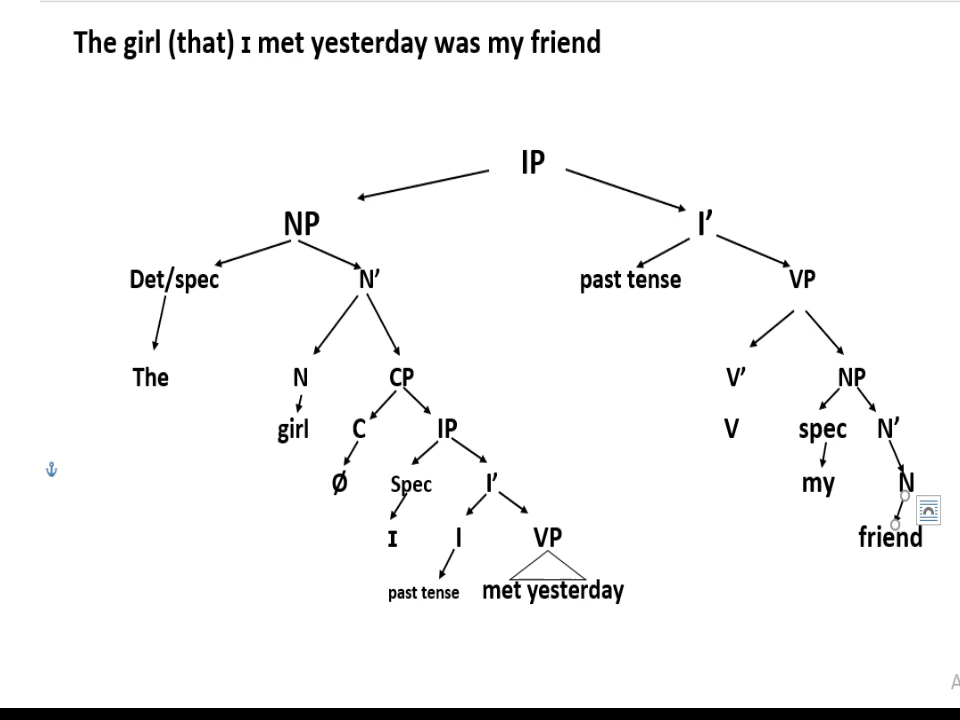 The girl (that) I met yesterday was my friend
IP
NP I’
Det/spec N’ past tense VP
The N CP V’ NP
girl C IP V spec N’
Ø Spec I’ my N
I I VP friend
past tense met yesterday
A